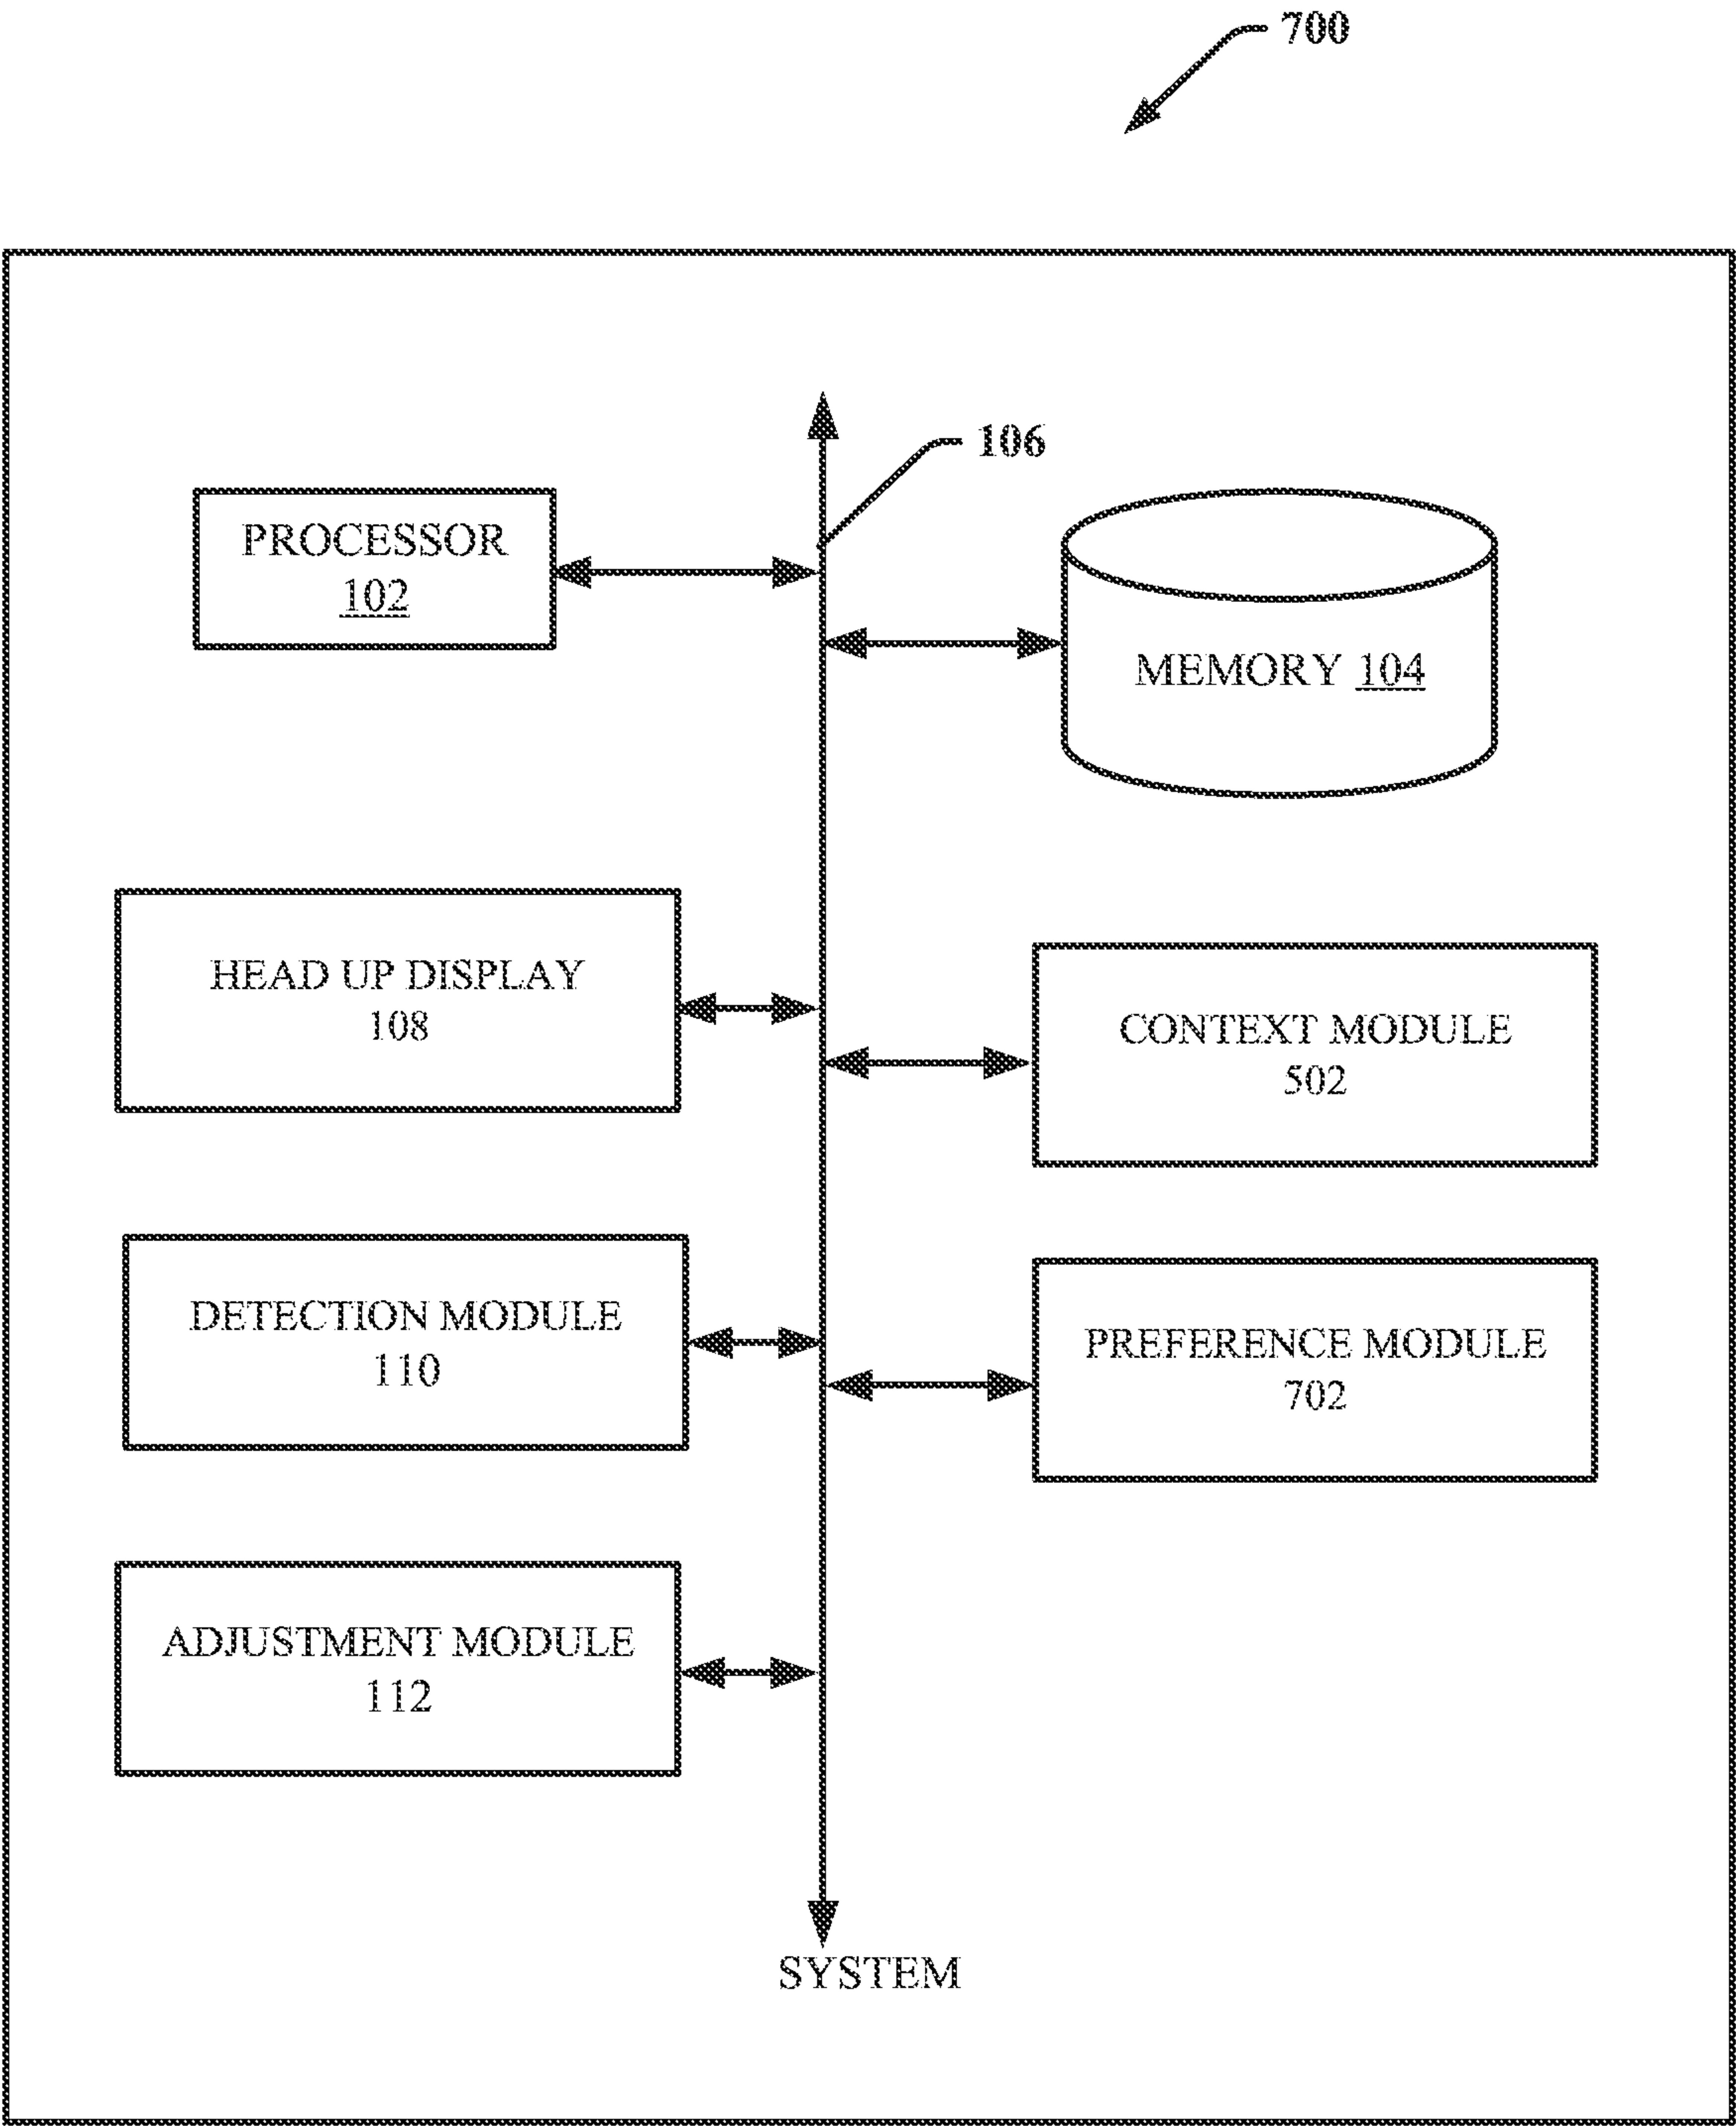 700
106
PROCESSOR
102
MEMORY 104
HEAD UP DISPLAY
108
CONTEXT MODULE
502
DETECTION MODULE
110
PREFERENCE MODULE
702
ADJUSTMENT MODULE
112
SYSTEM